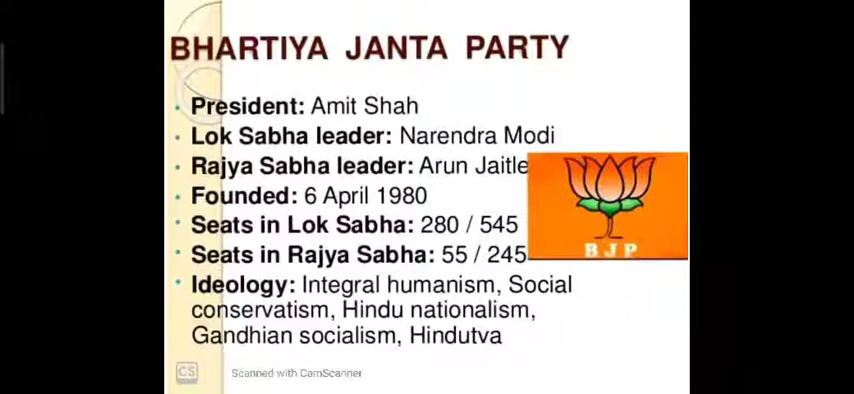 BHARTIYA JANTA PARTY
President: Amit Shah
Lok Sabha leader: Narendra Modi
Rajya Sabha leader: Arun Jaitle
Founded: 6 April 1980
Seats in Lok Sabha: 280 / 545
Seats in Rajya Sabha: 55 / 245
BJP
Ideology: Integral humanism, Social
conservatism, Hindu nationalism,
Gandhian socialism, Hindutva
CS Scanned with CamScanner